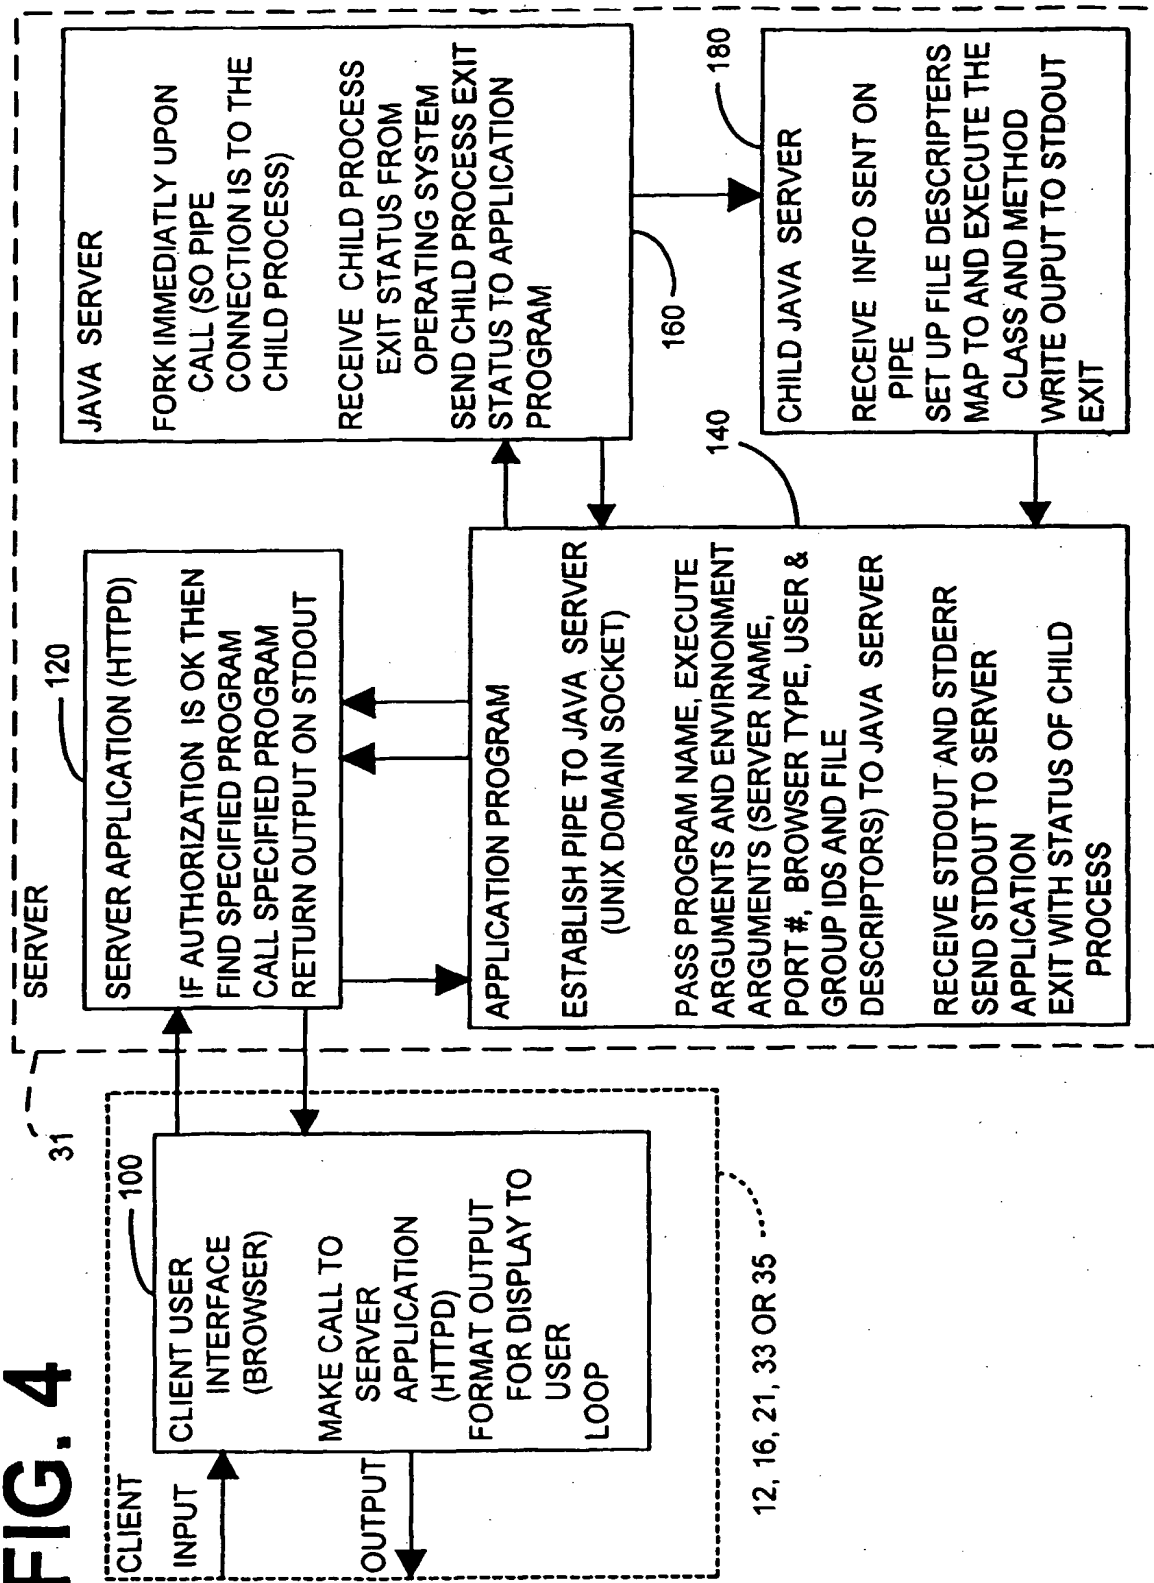 FIG. 4
CLIENT
INPUT
OUTPUT
100
CLIENT USER
INTERFACE
(BROWSER)
MAKE CALL TO
SERVER
APPLICATION
(HTTPD)
FORMAT OUTPUT
FOR DISPLAY TO
USER
LOOP
12, 16, 21, 33 OR 35
31
SERVER
120
SERVER APPLICATION (HTTPD)
IF AUTHORIZATION IS OK THEN
FIND SPECIFIED PROGRAM
CALL SPECIFIED PROGRAM
RETURN OUTPUT ON STDOUT
APPLICATION PROGRAM
ESTABLISH PIPE TO JAVA SERVER
(UNIX DOMAIN SOCKET)
PASS PROGRAM NAME, EXECUTE
ARGUMENTS AND ENVIRNONMENT
ARGUMENTS (SERVER NAME,
PORT #, BROWSER TYPE, USER &
GROUP IDS AND FILE
DESCRIPTORS) TO JAVA SERVER
RECEIVE STDOUT AND STDERR
SEND STDOUT TO SERVER
APPLICATION
EXIT WITH STATUS OF CHILD
PROCESS
140
JAVA SERVER
FORK IMMEDIATLY UPON
CALL (SO PIPE
CONNECTION IS TO THE
CHILD PROCESS)
RECEIVE CHILD PROCESS
EXIT STATUS FROM
OPERATING SYSTEM
SEND CHILD PROCESS EXIT
STATUS TO APPLICATION
PROGRAM
160
180
CHILD JAVA SERVER
RECEIVE INFO SENT ON
PIPE
SET UP FILE DESCRIPTERS
MAP TO AND EXECUTE THE
CLASS AND METHOD
WRITE OUPUT TO STDOUT
EXIT